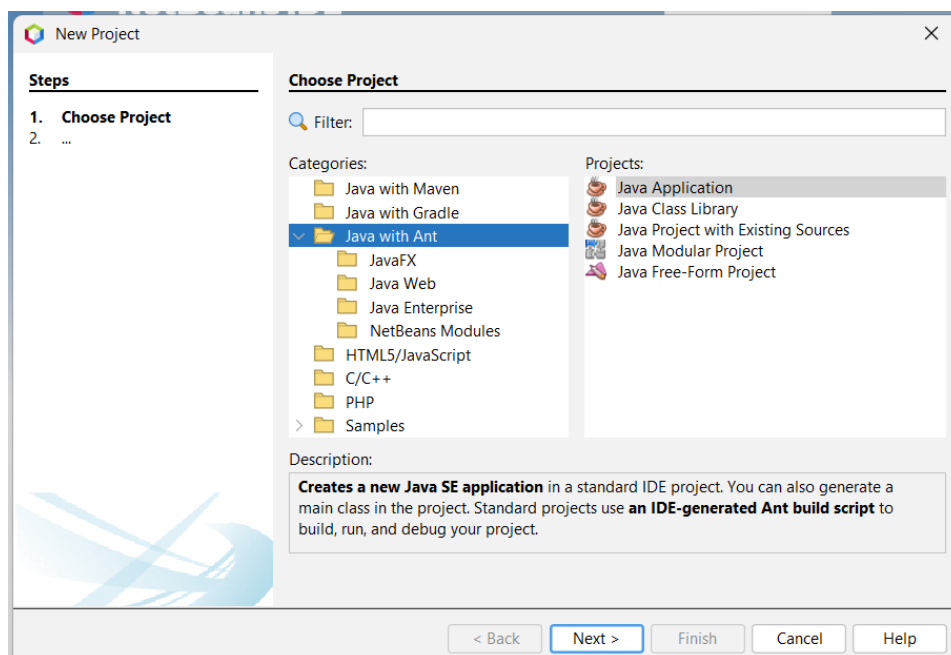 NetBeans IDE
New Project
Steps
1. Choose Project
2. ...
Choose Project
Filter:
Categories:
Java with Maven
Java with Gradle
Java with Ant
JavaFX
Java Web
Java Enterprise
NetBeans Modules
HTML5/JavaScript
C/C++
PHP
Samples
Projects:
Java Application
Java Class Library
Java Project with Existing Sources
Java Modular Project
Java Free-Form Project
Description:
Creates a new Java SE application in a standard IDE project. You can also generate a
main class in the project. Standard projects use an IDE-generated Ant build script to
build, run, and debug your project.
< Back
Next >
Finish
Cancel
Help